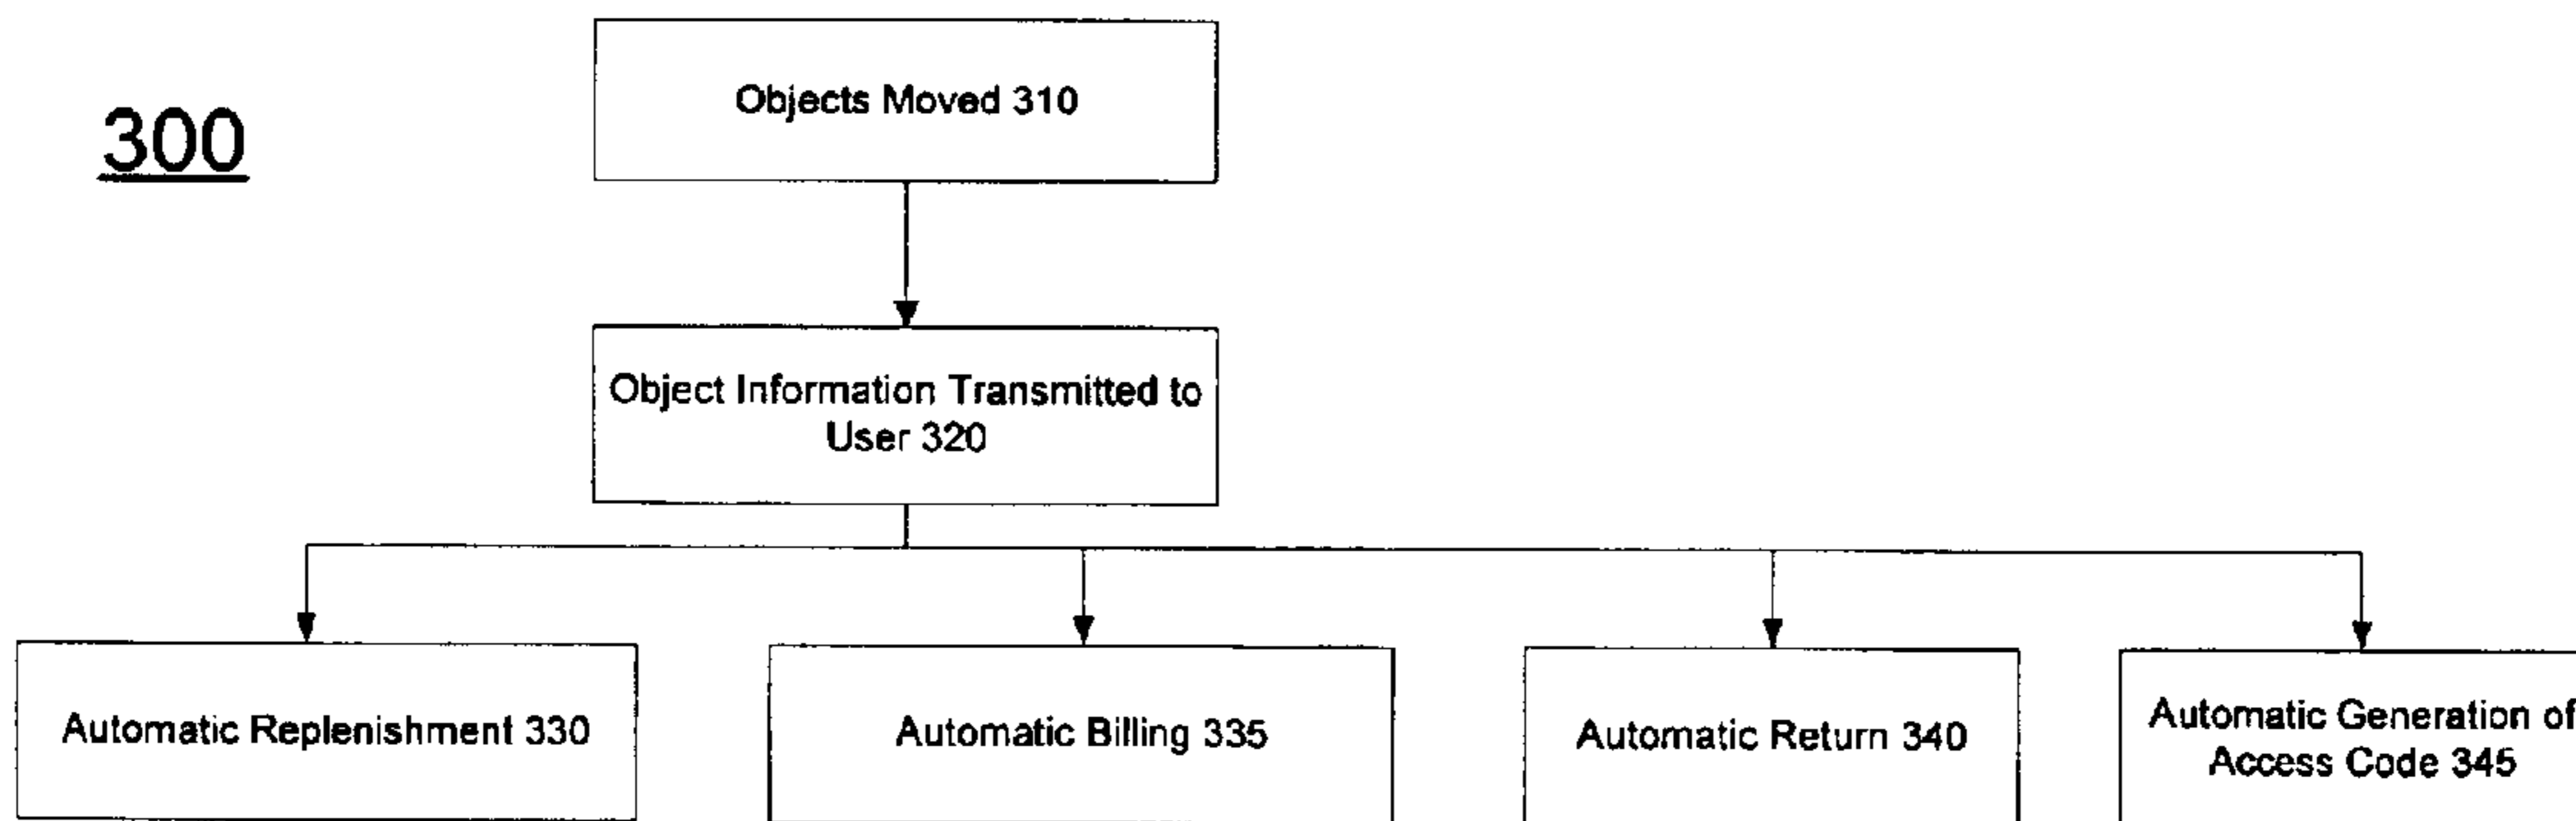 300
Objects Moved 310
Object Information Transmitted to
User 320
Automatic Replenishment 330
Automatic Billing 335
Automatic Return 340
Automatic Generation of
Access Code 345